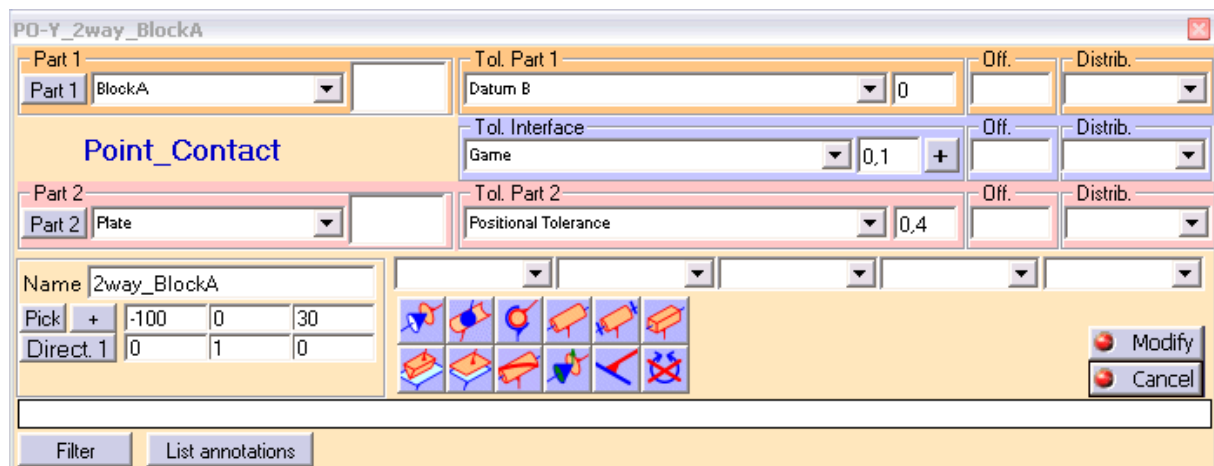 PO-Y_2way_BlockA
Part 1 Tol. Part 1 Off. Distrib.
Part 1 BlockA Datum B 0
Tol. Interface Off. Distrib.
Point_Contact Game 0,1 +
Part 2 Tol. Part 2 Off. Distrib.
Part 2 Plate Positional Tolerance 0,4
Name 2way_BlockA
Pick + -100 0 30
Direct. 1 0 1 0
Modify
Cancel
Filter List annotations